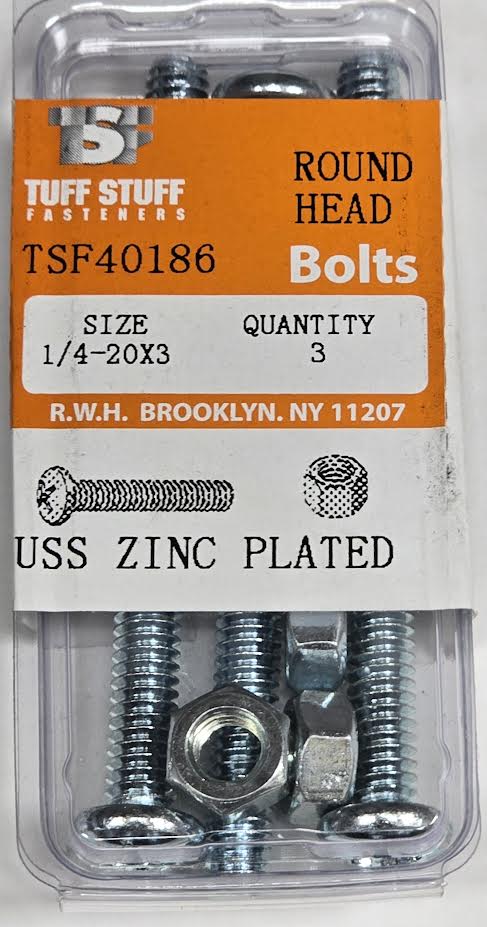 TSF
ROUND
HEAD
TUFF STUFF
FASTENERS
TSF40186
Bolts
SIZE
QUANTITY
1/4-20X3
3
R.W.H. BROOKLYN. NY 11207
USS ZINC PLATED